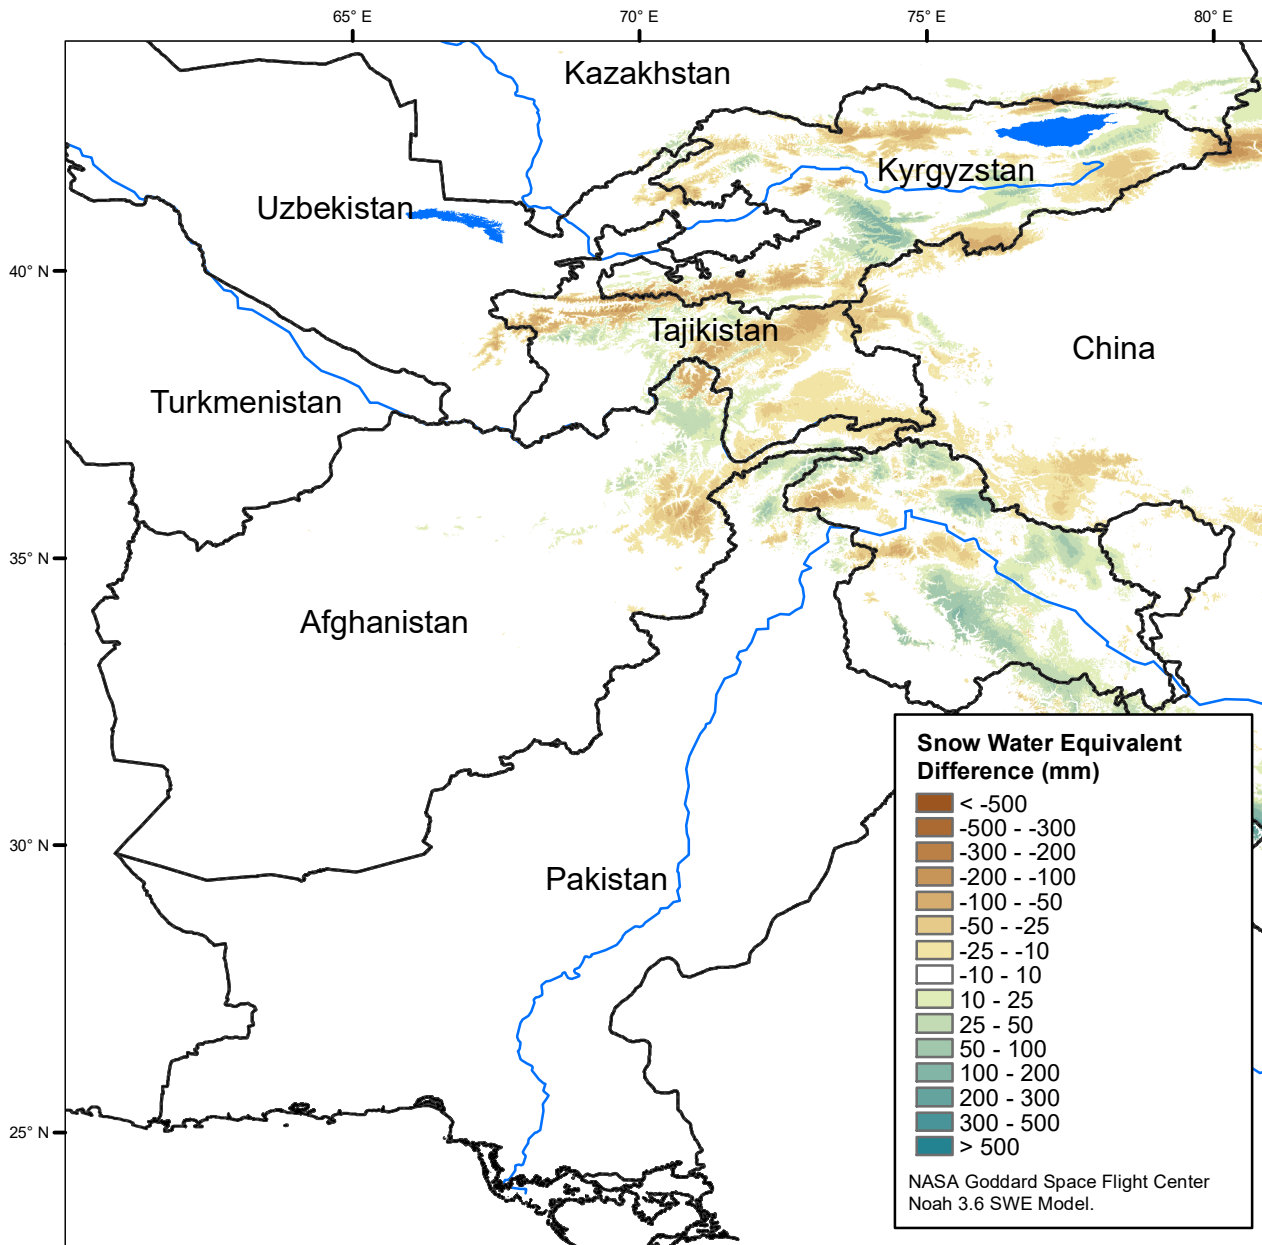 65° E
70° E
75° E
80° E
Kazakhstan
Kyrgyzstan
Uzbekistan
40° N
Tajikistan
China
Turkmenistan
35° N
Afghanistan
30° N
Pakistan
25° N
Snow Water Equivalent
Difference (mm)
< -500
-500 - -300
-300 - -200
-200 - -100
-100 - -50
-50 - -25
-25 - -10
-10 - 10
10 - 25
25 - 50
50 - 100
100 - 200
200 - 300
300 - 500
> 500
NASA Goddard Space Flight Center
Noah 3.6 SWE Model.